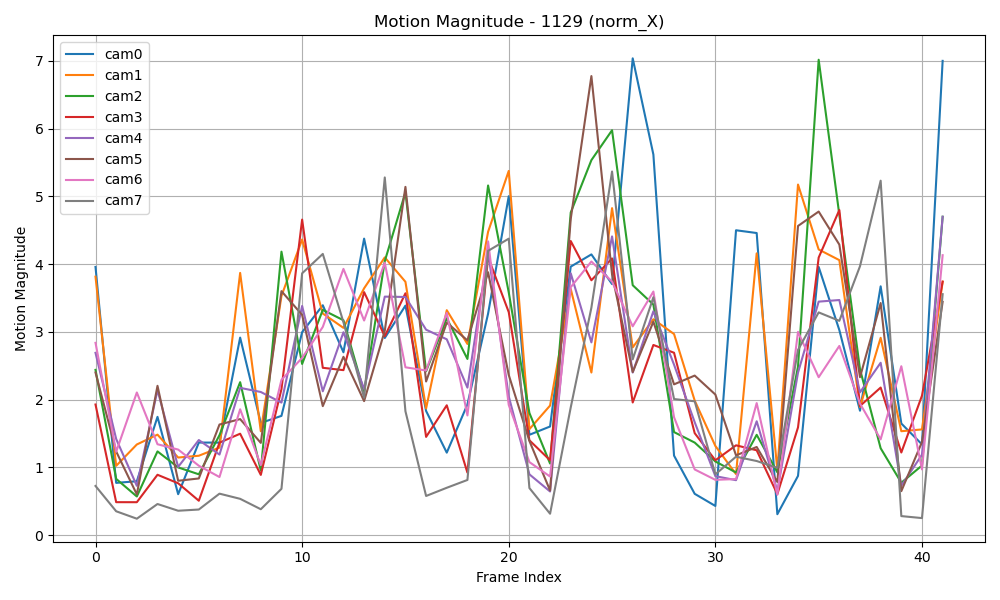 Motion Magnitude - 1129 (norm_X)
cam0
cam1
cam2
cam3
cam4
cam5
cam6
cam7
Motion Magnitude
7
6
5
4
3
2
1
0
0 10 20 30 40
Frame Index